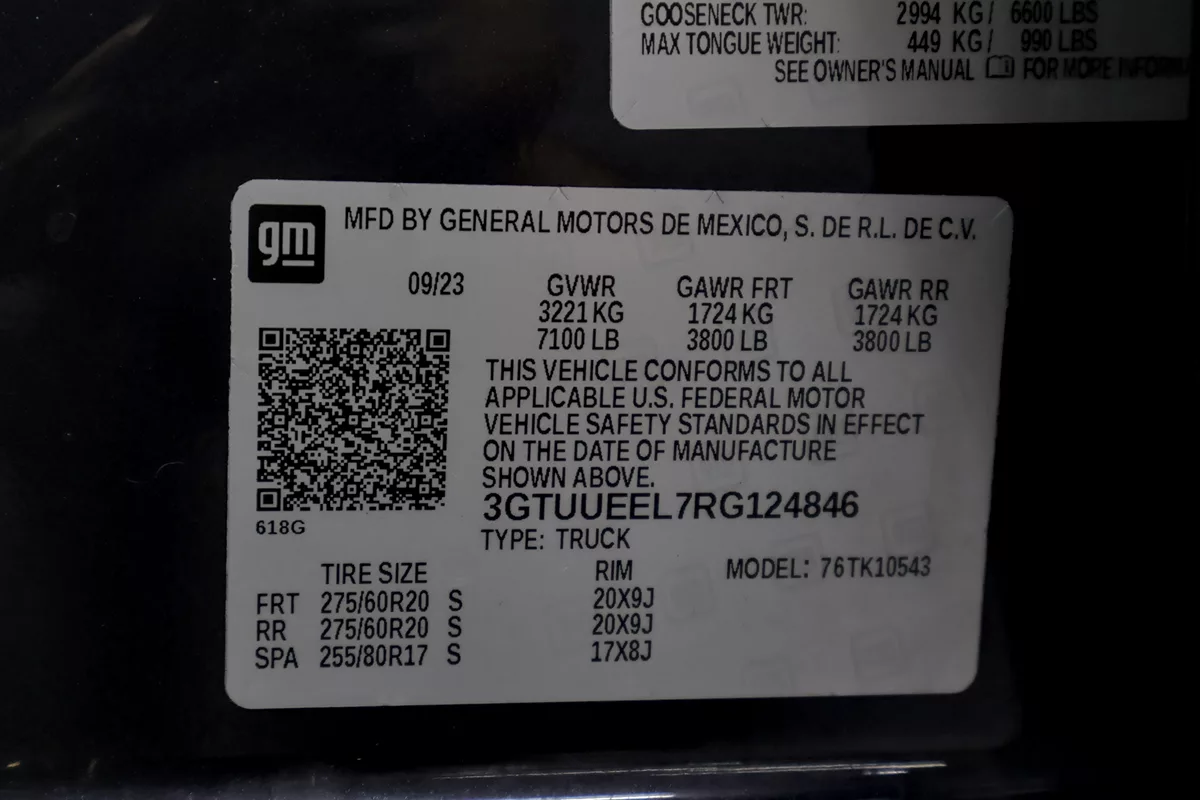 GOOSENECK TWR: 2994 KG/ 6600 LBS
MAX TONGUE WEIGHT: 449 KG/ 990 LBS
SEE OWNER'S MANUAL FOR MORE
gm
MFD BY GENERAL MOTORS DE MEXICO, S. DE R.L. DE C.V.
09/23 GVWR GAWR FRT GAWR RR
3221 KG 1724 KG 1724 KG
7100 LB 3800 LB 3800 LB
THIS VEHICLE CONFORMS TO ALL
APPLICABLE U.S. FEDERAL MOTOR
VEHICLE SAFETY STANDARDS IN EFFECT
ON THE DATE OF MANUFACTURE
SHOWN ABOVE.
3GTUUEEL7RG124846
618G
TYPE: TRUCK
TIRE SIZE RIM MODEL: 76TK10543
FRT 275/60R20 S 20X9J
RR 275/60R20 S 20X9J
SPA 255/80R17 S 17X8J